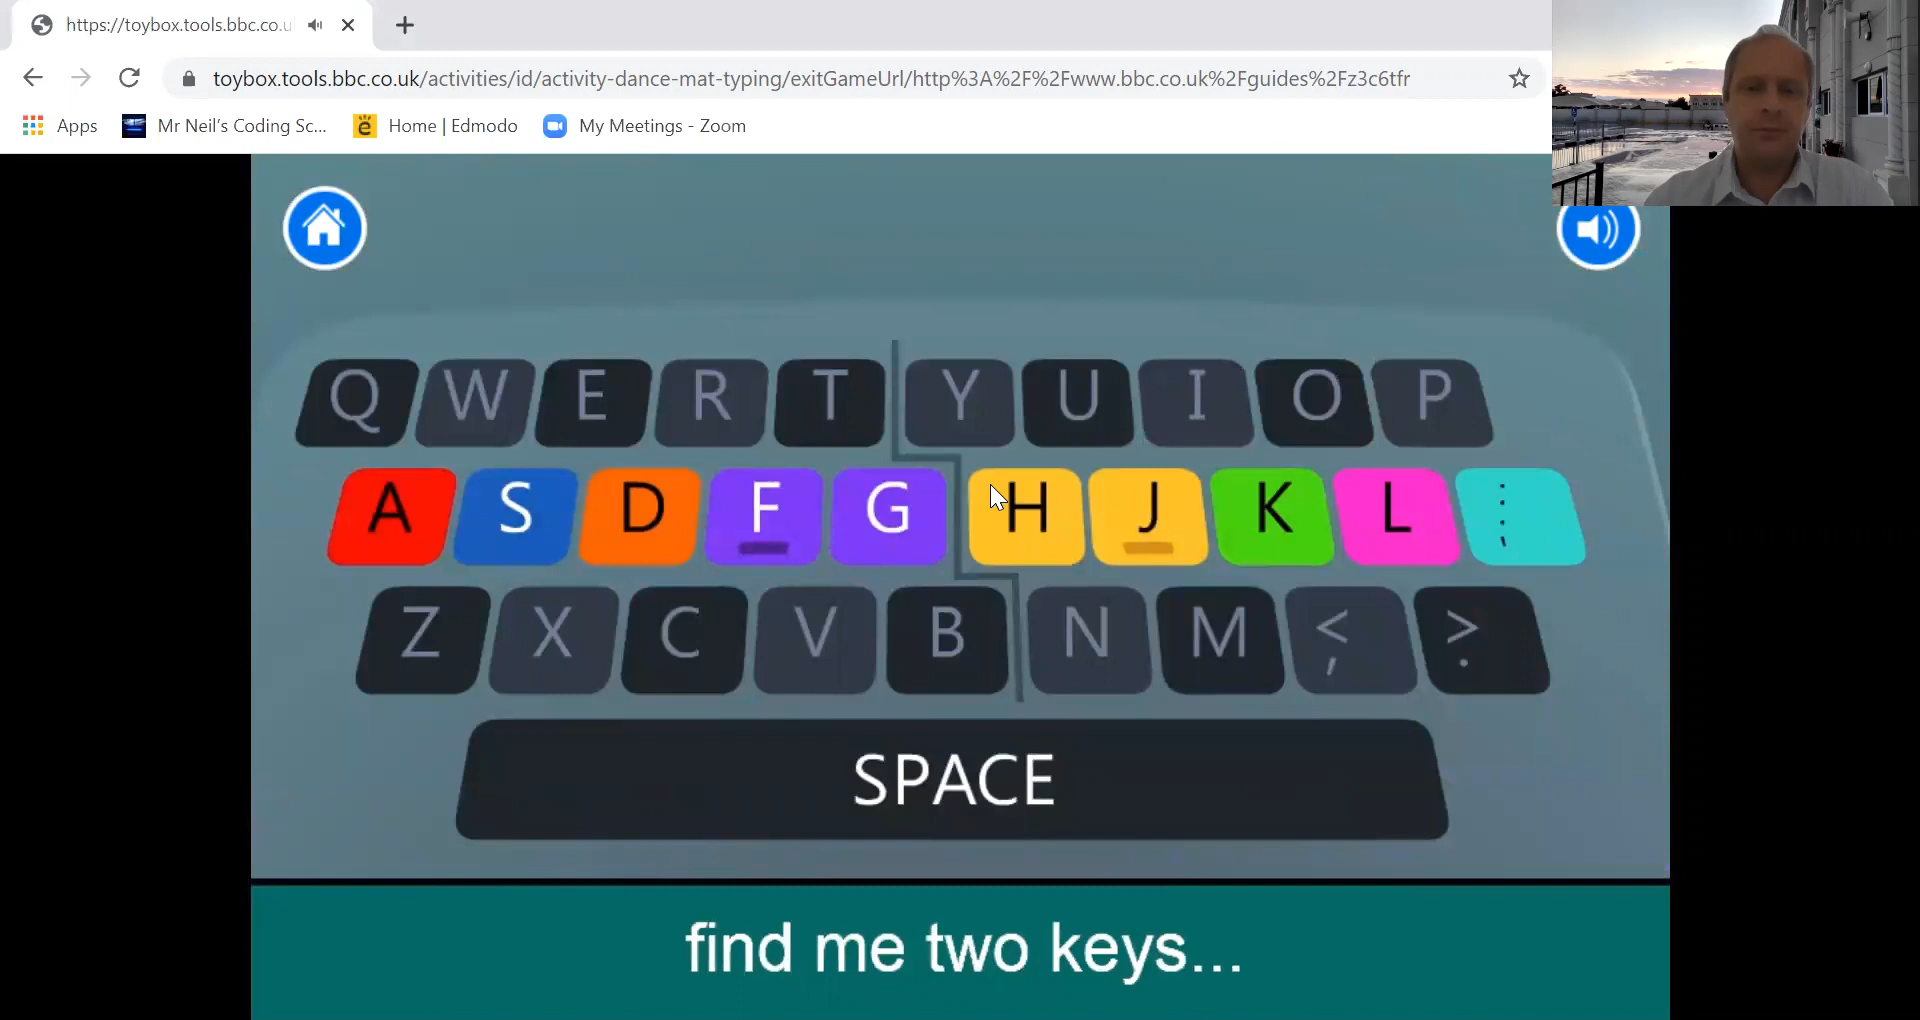 https://toybox.tools.bbc.co.u
toybox.tools.bbc.co.uk/activities/id/activity-dance-mat-typing/exitGameUrl/http%3A%2F%2Fwww.bbc.co.uk%2Fguides%2Fz3c6tfr
Apps Mr Neil's Coding Sc... Home | Edmodo My Meetings - Zoom
Q W E R T Y U I O P
A S D F G H J K L : ;
Z X C V B N M < , > .
SPACE
find me two keys...